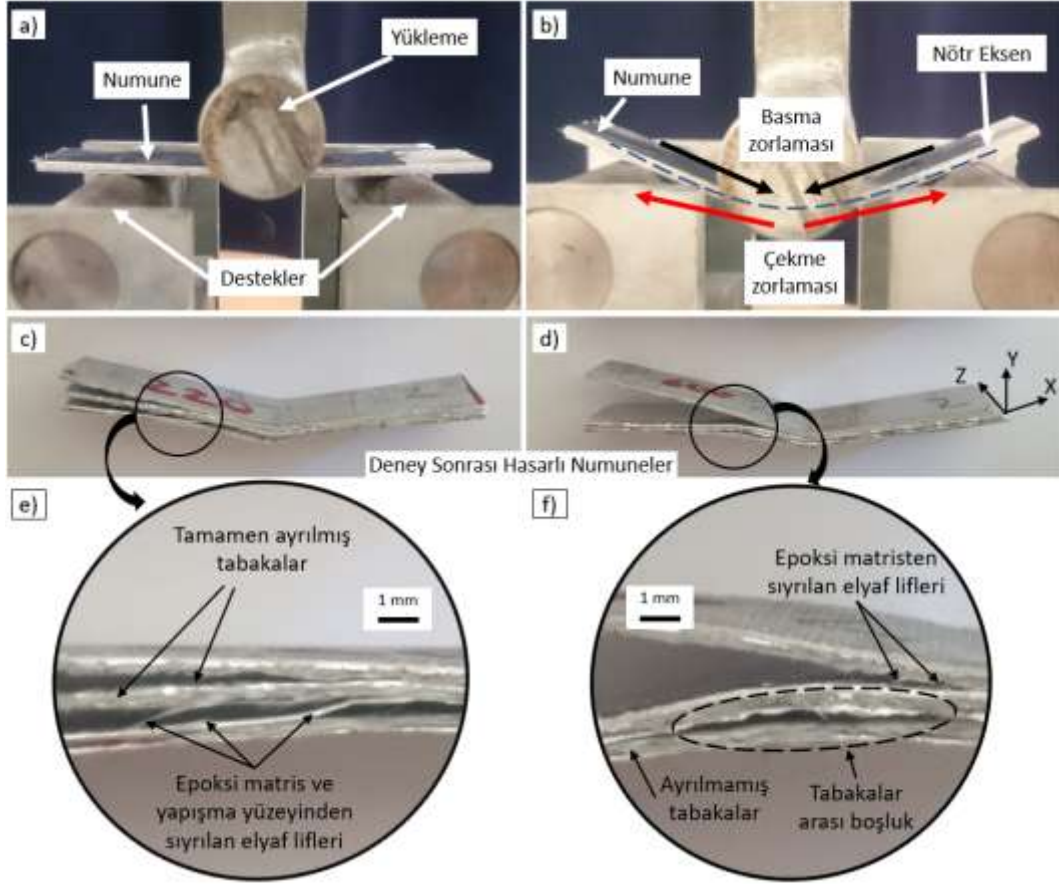 a)
Yükleme
Numune
Destekler
b)
Numune
Nötr Eksen
Basma
zorlaması
Çekme
zorlaması
c)
d)
Y
Z
X
Deney Sonrası Hasarlı Numuneler
e)
Tamamen ayrılmış
tabakalar
1 mm
Epoksi matris ve
yapışma yüzeyinden
sıyrılan elyaf lifleri
f)
Epoksi matristen
sıyrılan elyaf lifleri
1 mm
Ayrılmamış
tabakalar
Tabakalar
arası boşluk